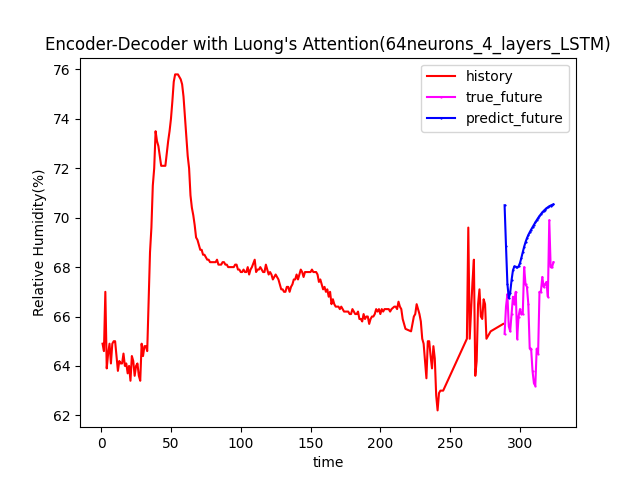 Encoder-Decoder with Luong's Attention(64neurons_4_layers_LSTM)
history
true_future
predict_future
Relative Humidity(%)
76
74
72
70
68
66
64
62
0 50 100 150 200 250 300
time